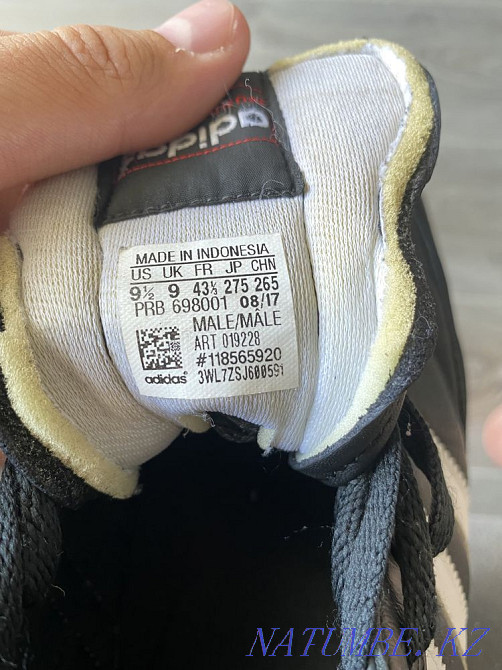 adidas
MADE IN INDONESIA
US UK FR JP CHN
9½ 9 43⅓ 275 265
PRB 698001 08/17
MALE/MÂLE
ART 019228
#118565920
adidas 3WL7ZSJ600591
NATUMBE.KZ